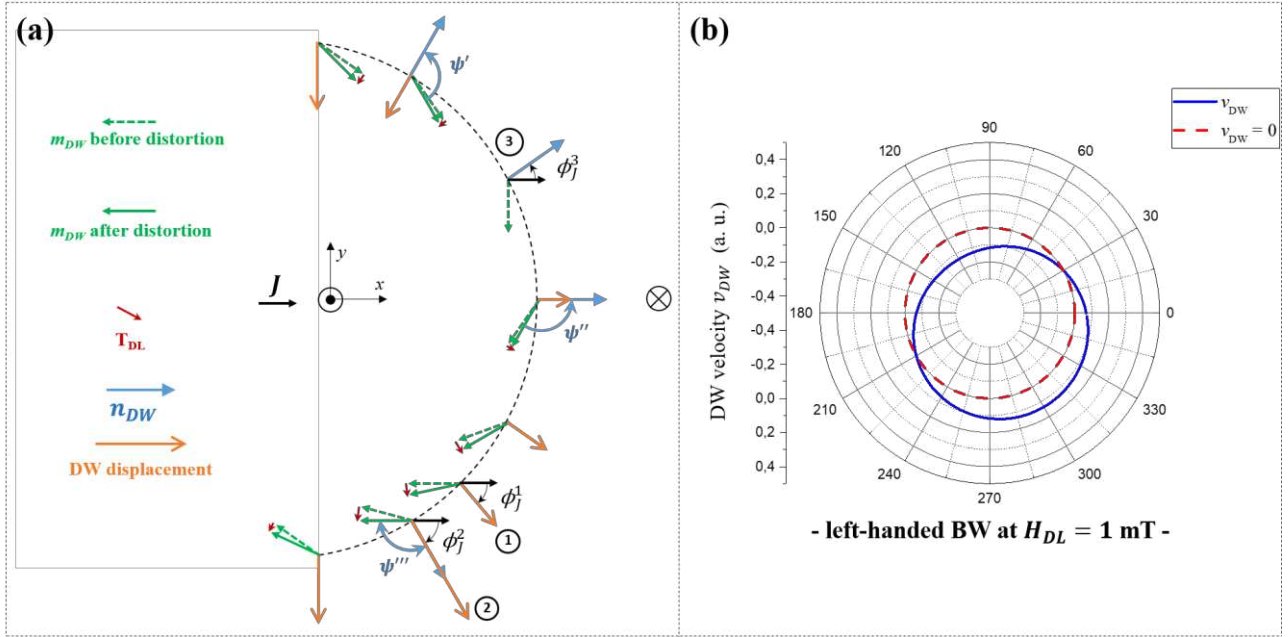 (a)
m_DW before distortion
m_DW after distortion
T_DL
n_DW
DW displacement
J
y
x
ψ′
③
ϕ_J^3
ψ′′
ϕ_J^1
①
ϕ_J^2
ψ′′′
②
(b)
v_DW
v_DW = 0
DW velocity v_DW (a. u.)
0,4
0,2
0,0
-0,2
-0,4
-0,4
-0,2
0,0
0,2
0,4
90
60
30
0
330
300
270
240
210
180
150
120
- left-handed BW at H_DL = 1 mT -